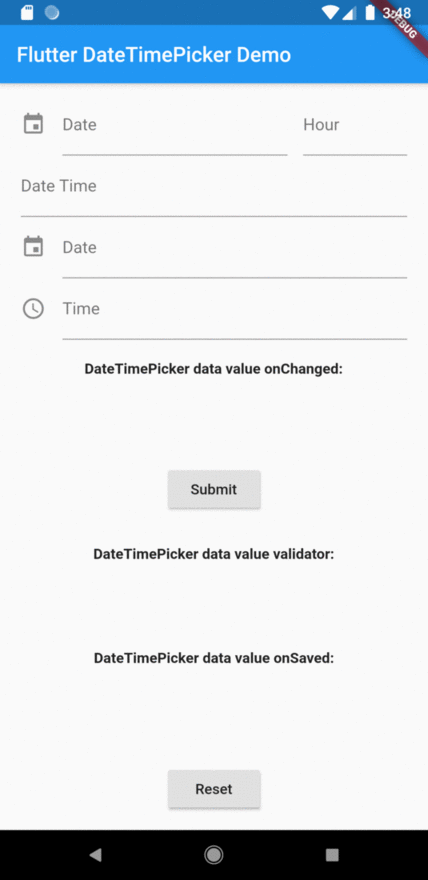 3:48
DEBUG
Flutter DateTimePicker Demo
Date Hour
Date Time
Date
Time
DateTimePicker data value onChanged:
Submit
DateTimePicker data value validator:
DateTimePicker data value onSaved:
Reset